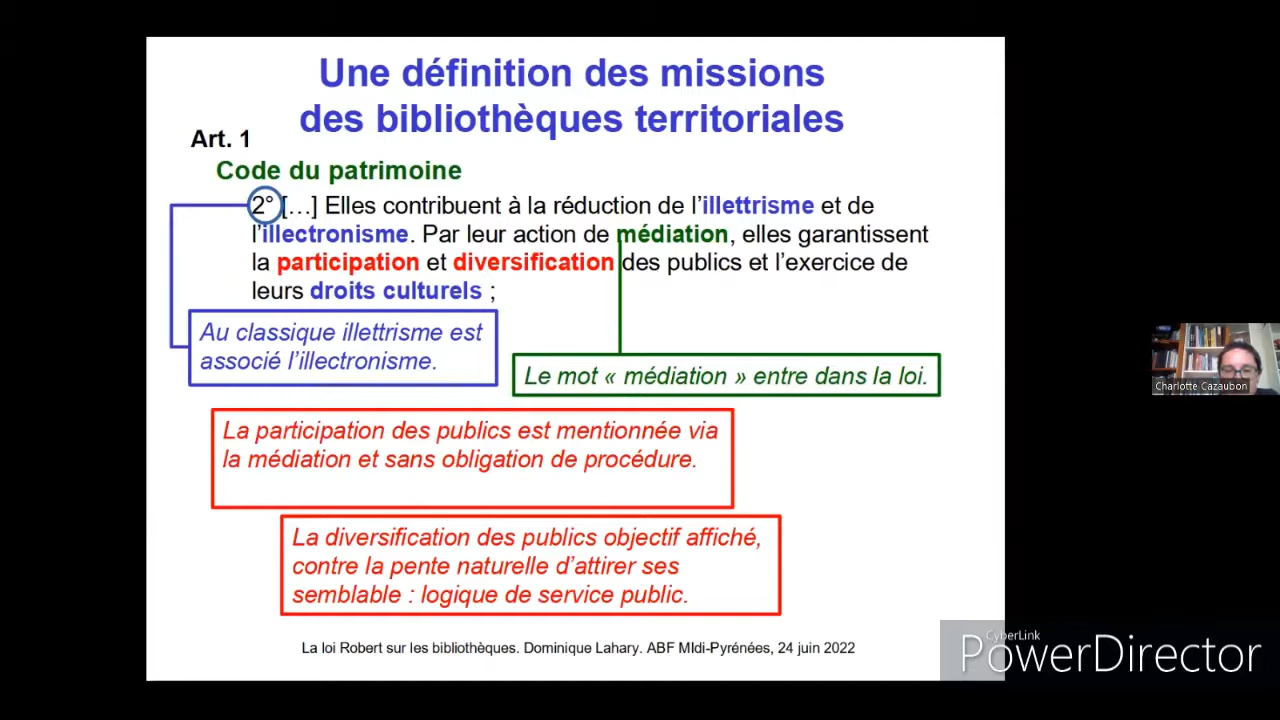 Une définition des missions
des bibliothèques territoriales
Art. 1
Code du patrimoine
2° […] Elles contribuent à la réduction de l’illettrisme et de
l’illectronisme. Par leur action de médiation, elles garantissent
la participation et diversification des publics et l’exercice de
leurs droits culturels ;
Au classique illettrisme est
associé l’illectronisme.
Le mot « médiation » entre dans la loi.
La participation des publics est mentionnée via
la médiation et sans obligation de procédure.
La diversification des publics objectif affiché,
contre la pente naturelle d’attirer ses
semblable : logique de service public.
La loi Robert sur les bibliothèques. Dominique Lahary. ABF MIdi-Pyrénées, 24 juin 2022
Charlotte Cazaubon
CyberLink
PowerDirector